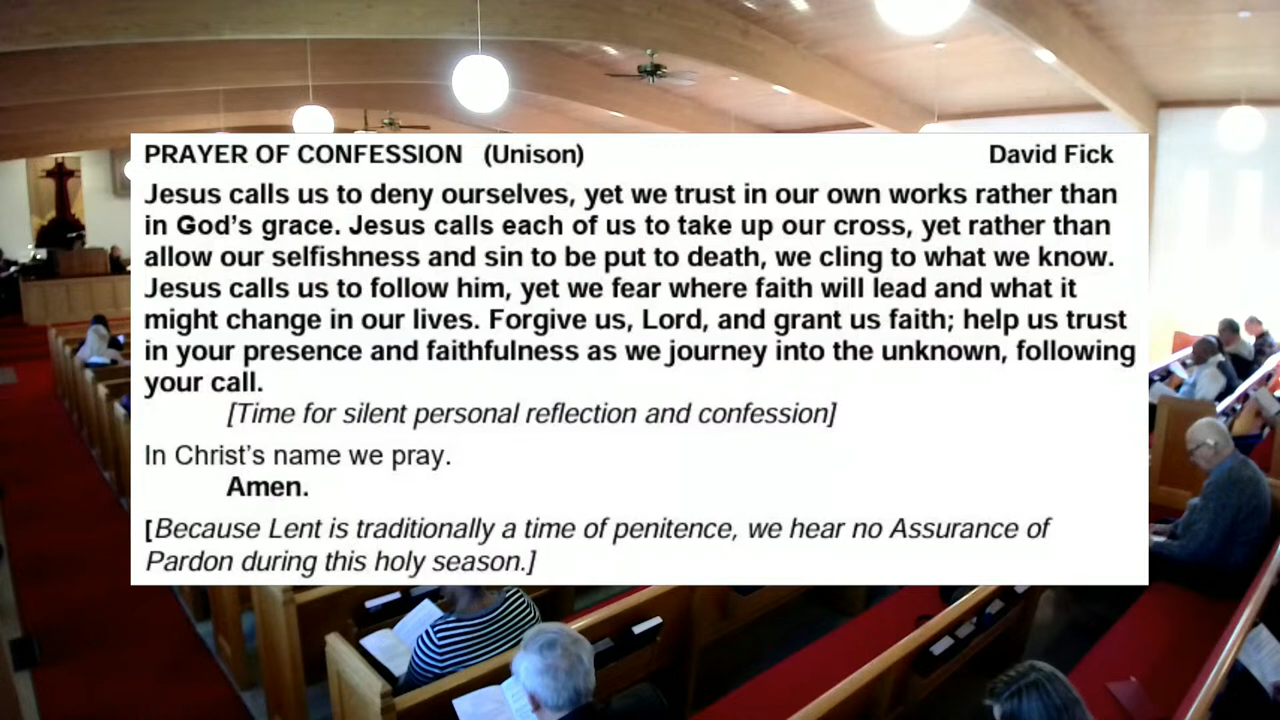 PRAYER OF CONFESSION (Unison) David Fick
Jesus calls us to deny ourselves, yet we trust in our own works rather than
in God’s grace. Jesus calls each of us to take up our cross, yet rather than
allow our selfishness and sin to be put to death, we cling to what we know.
Jesus calls us to follow him, yet we fear where faith will lead and what it
might change in our lives. Forgive us, Lord, and grant us faith; help us trust
in your presence and faithfulness as we journey into the unknown, following
your call.
[Time for silent personal reflection and confession]
In Christ’s name we pray.
Amen.
[Because Lent is traditionally a time of penitence, we hear no Assurance of
Pardon during this holy season.]